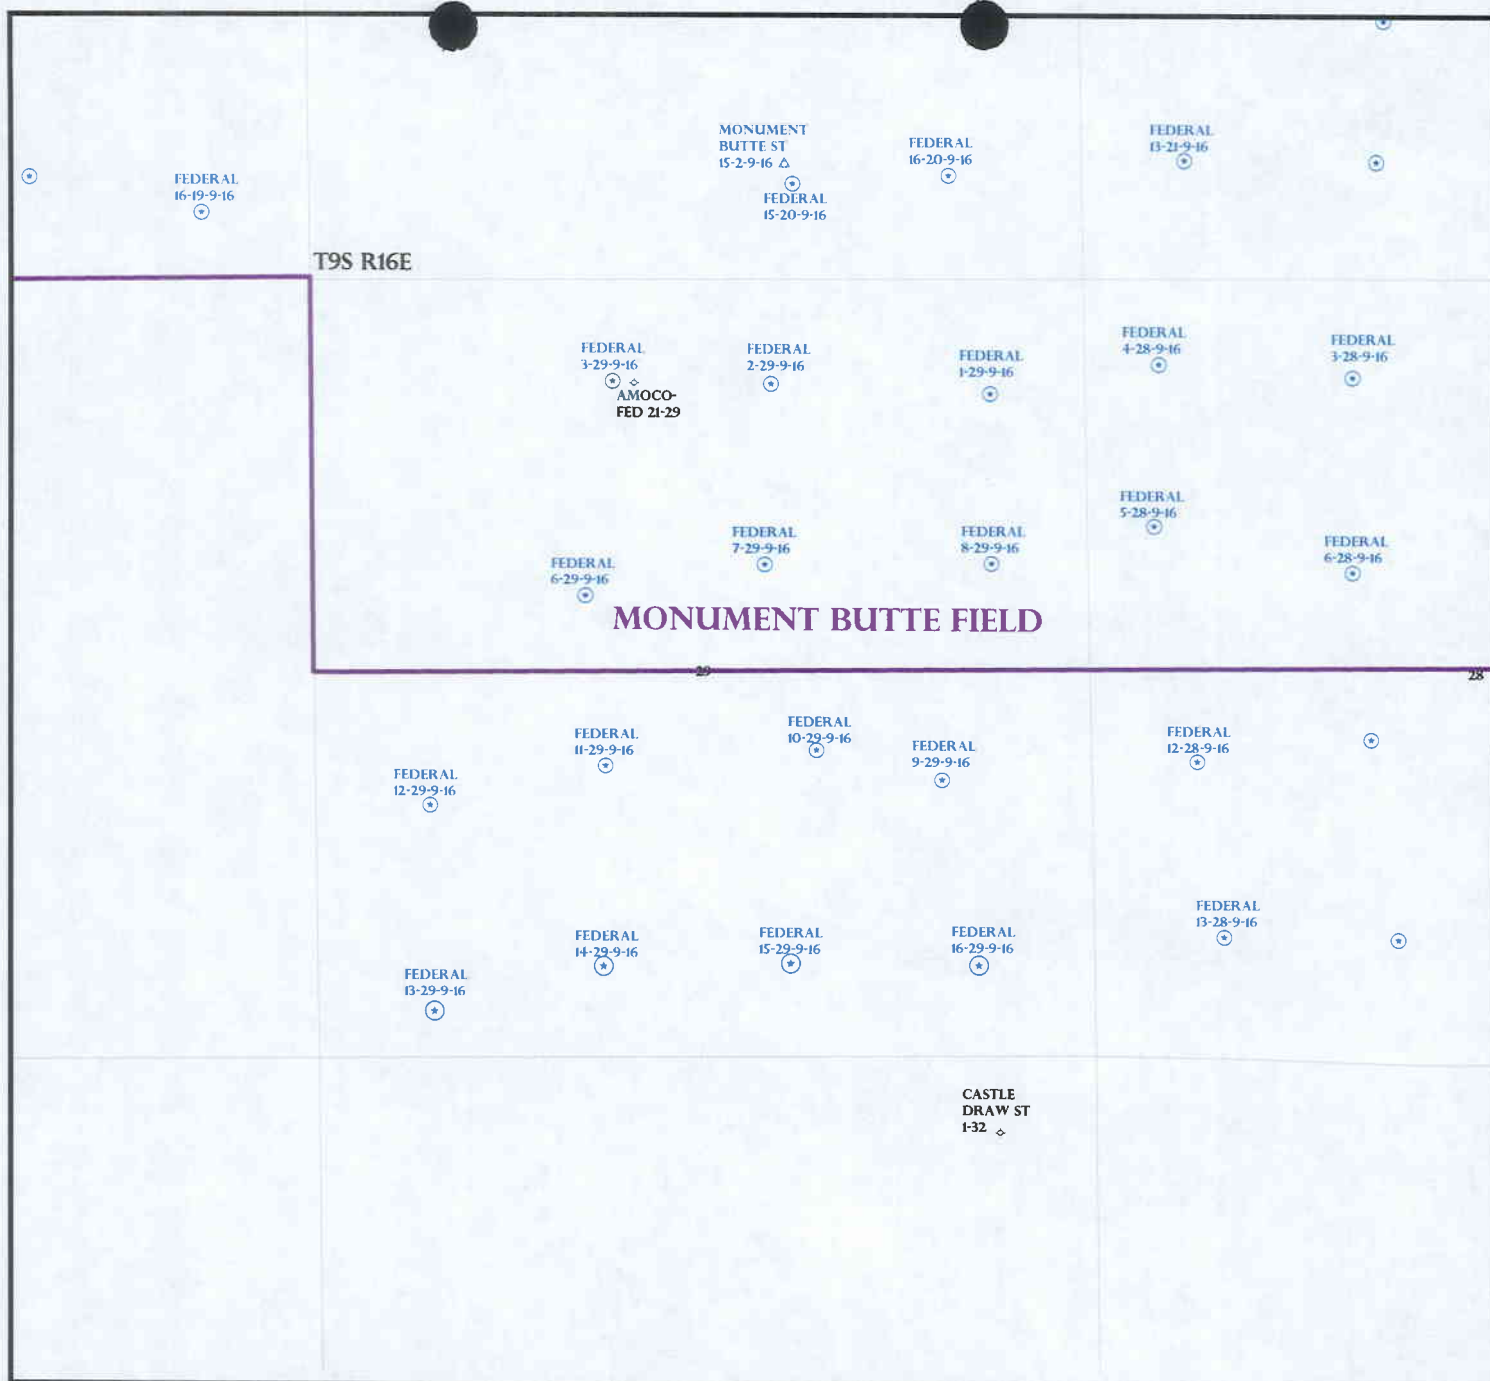 MONUMENT
BUTTE ST
15-2-9-16
FEDERAL
15-20-9-16
FEDERAL
16-20-9-16
FEDERAL
13-21-9-16
FEDERAL
16-19-9-16
T9S R16E
FEDERAL
3-29-9-16
AMOCO-
FED 21-29
FEDERAL
2-29-9-16
FEDERAL
1-29-9-16
FEDERAL
4-28-9-16
FEDERAL
3-28-9-16
FEDERAL
6-29-9-16
FEDERAL
7-29-9-16
FEDERAL
8-29-9-16
FEDERAL
5-28-9-16
FEDERAL
6-28-9-16
MONUMENT BUTTE FIELD
29
28
FEDERAL
12-29-9-16
FEDERAL
11-29-9-16
FEDERAL
10-29-9-16
FEDERAL
9-29-9-16
FEDERAL
12-28-9-16
FEDERAL
13-29-9-16
FEDERAL
14-29-9-16
FEDERAL
15-29-9-16
FEDERAL
16-29-9-16
FEDERAL
13-28-9-16
CASTLE
DRAW ST
1-32